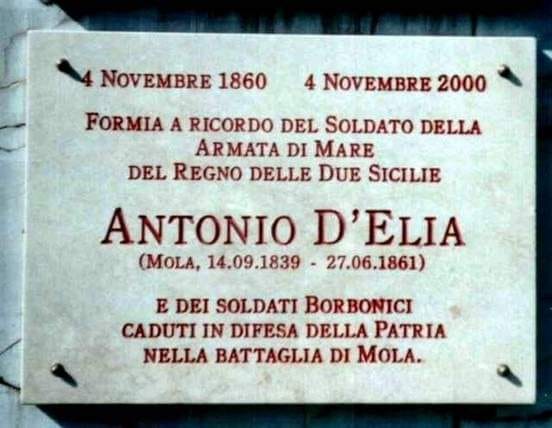 4 Novembre 1860 4 Novembre 2000
Formia a ricordo del Soldato della
Armata di Mare
del Regno delle Due Sicilie
Antonio D'Elia
(Mola, 14.09.1839 - 27.06.1861)
e dei soldati Borbonici
caduti in difesa della Patria
nella battaglia di Mola.